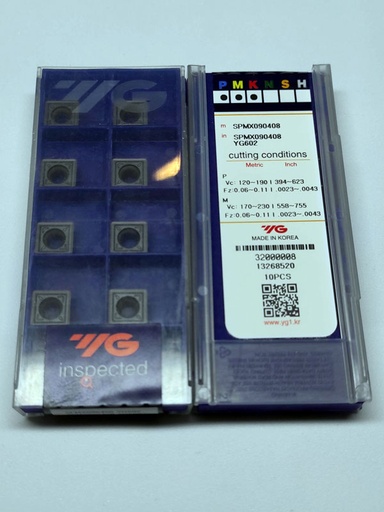 YG
YG
inspected
P M K N S H
m SPMX090408
in SPMX090408
YG602
cutting conditions
Metric Inch
P
Vc: 120~190 | 394~623
Fz:0.06~0.11 | .0023~.0043
M
Vc: 170~230 | 558~755
Fz:0.06~0.11 | .0023~.0043
YG
MADE IN KOREA
32000008
13268520
10PCS
www.yg1.kr